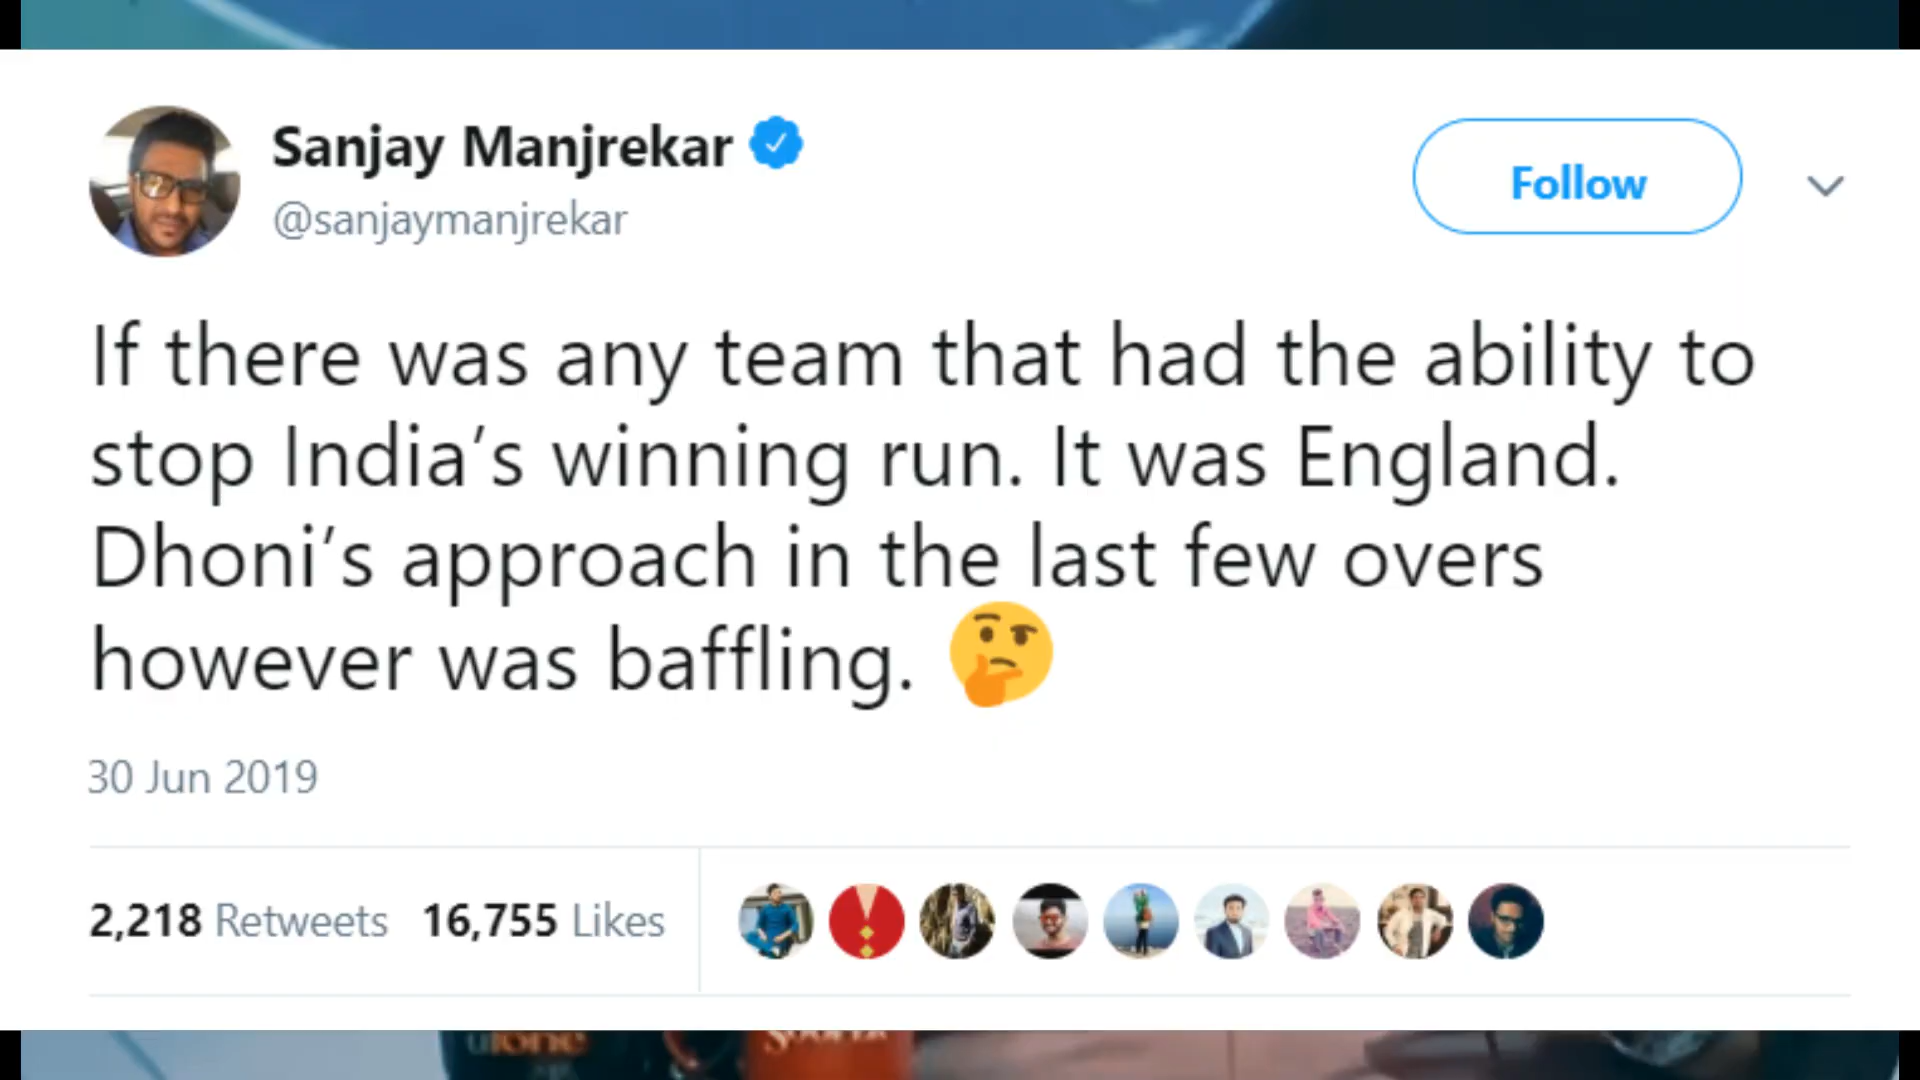 Sanjay Manjrekar
@sanjaymanjrekar
Follow
If there was any team that had the ability to
stop India’s winning run. It was England.
Dhoni’s approach in the last few overs
however was baffling. 🤔
30 Jun 2019
2,218 Retweets 16,755 Likes